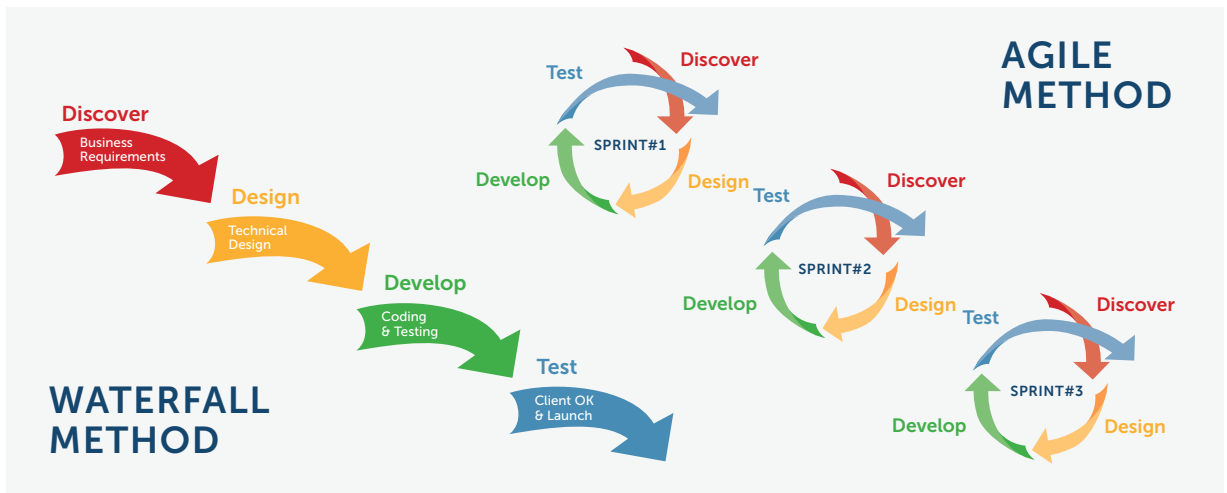 Discover
Business
Requirements
Design
Technical
Design
Develop
Coding
& Testing
Test
Client OK
& Launch
WATERFALL
METHOD
AGILE
METHOD
Discover
Test
SPRINT#1
Develop
Design
Discover
Test
SPRINT#2
Develop
Design
Discover
Test
SPRINT#3
Develop
Design